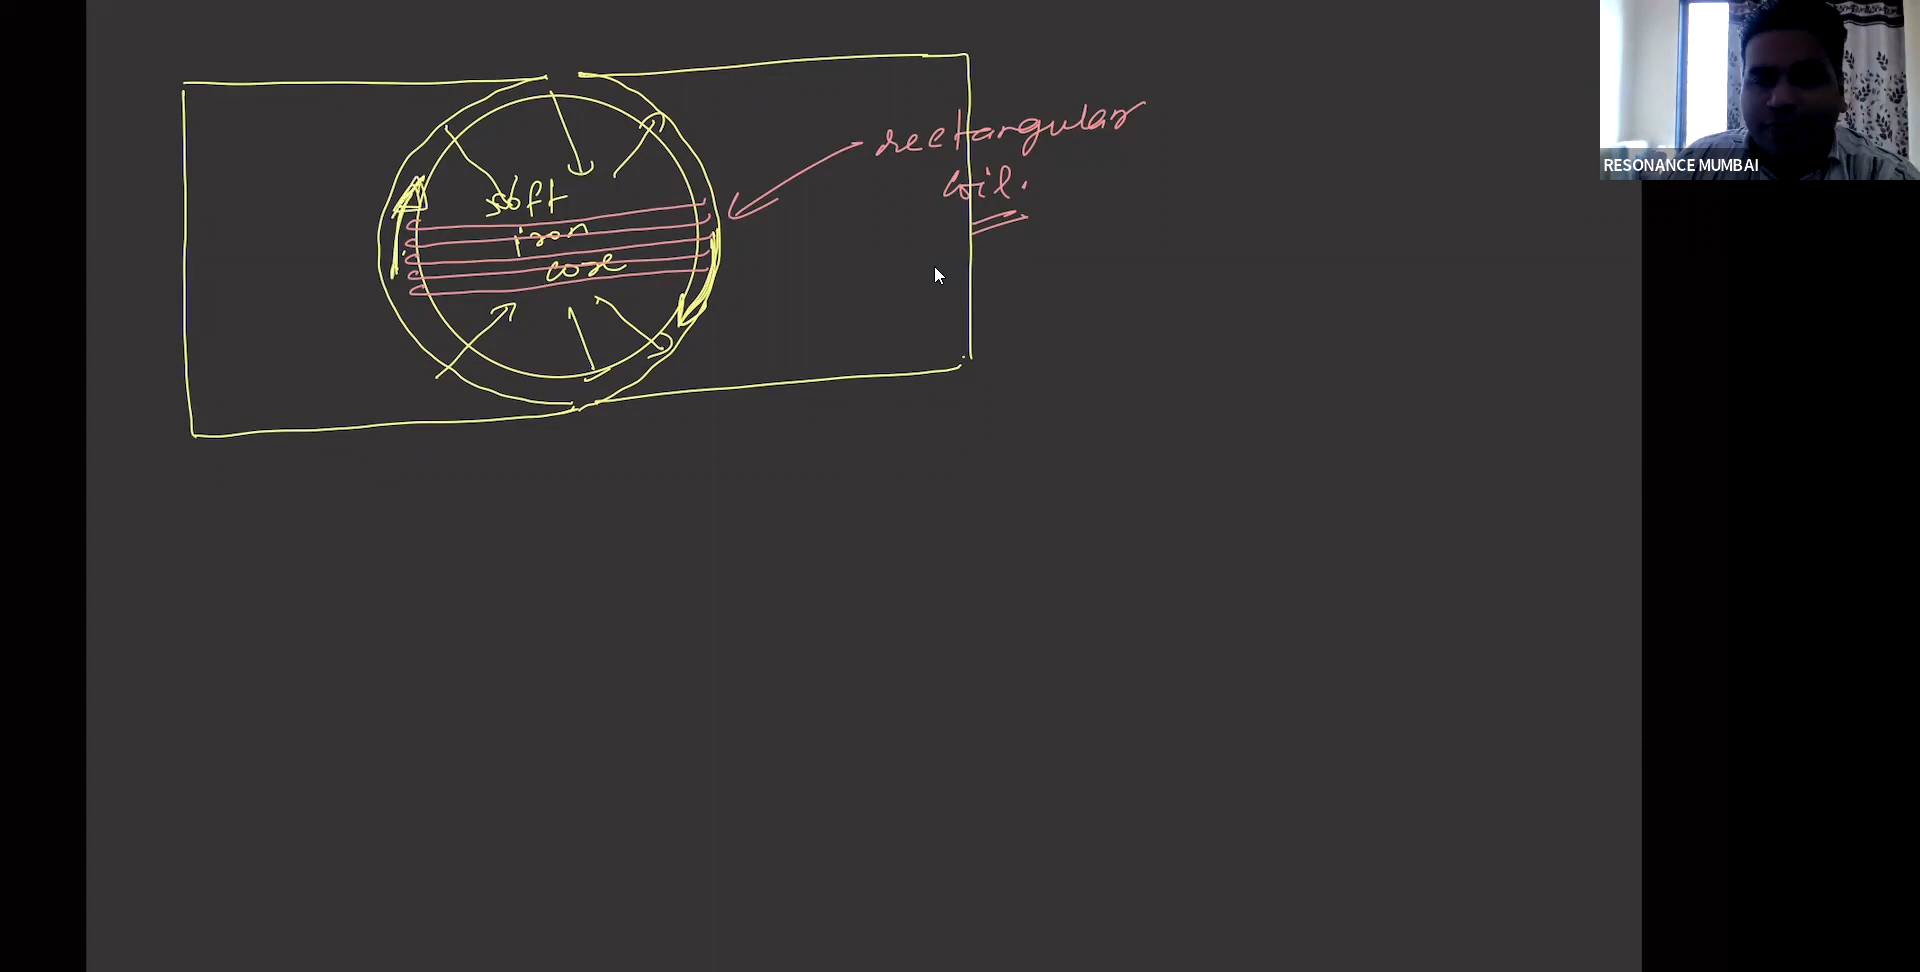 RESONANCE MUMBAI
rectangular
coil.
soft
iron
core